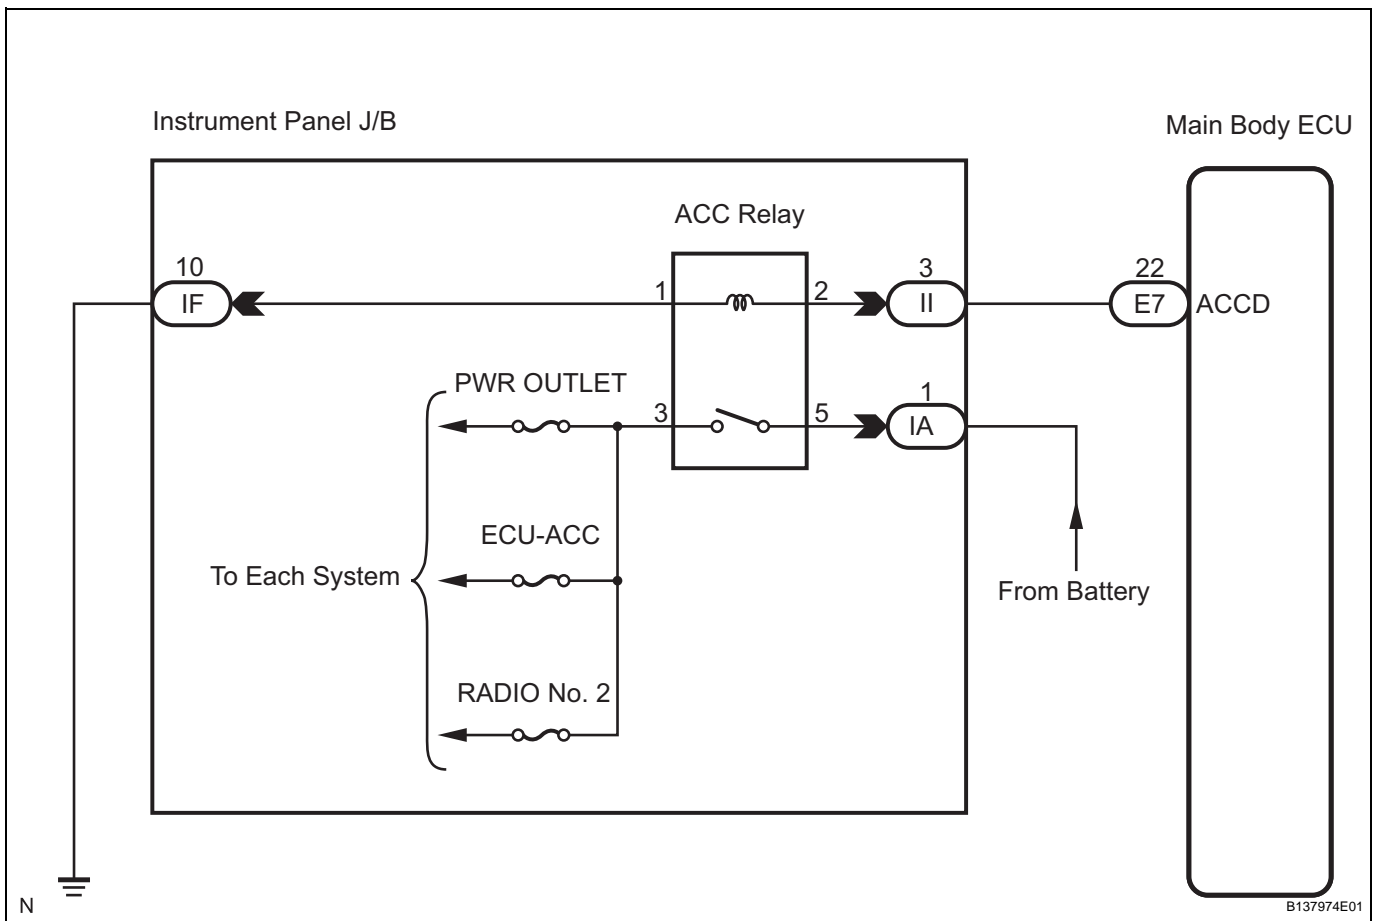 Instrument Panel J/B
Main Body ECU
ACC Relay
10
IF
1
2
3
II
22
E7
ACCD
PWR OUTLET
3
5
1
IA
ECU-ACC
To Each System
From Battery
RADIO No. 2
N
B137974E01